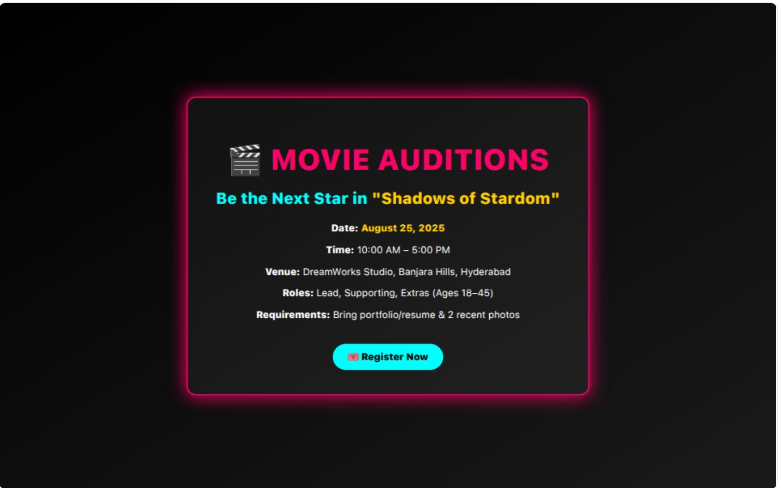 MOVIE AUDITIONS
Be the Next Star in "Shadows of Stardom"
Date: August 25, 2025
Time: 10:00 AM – 5:00 PM
Venue: DreamWorks Studio, Banjara Hills, Hyderabad
Roles: Lead, Supporting, Extras (Ages 18–45)
Requirements: Bring portfolio/resume & 2 recent photos
Register Now